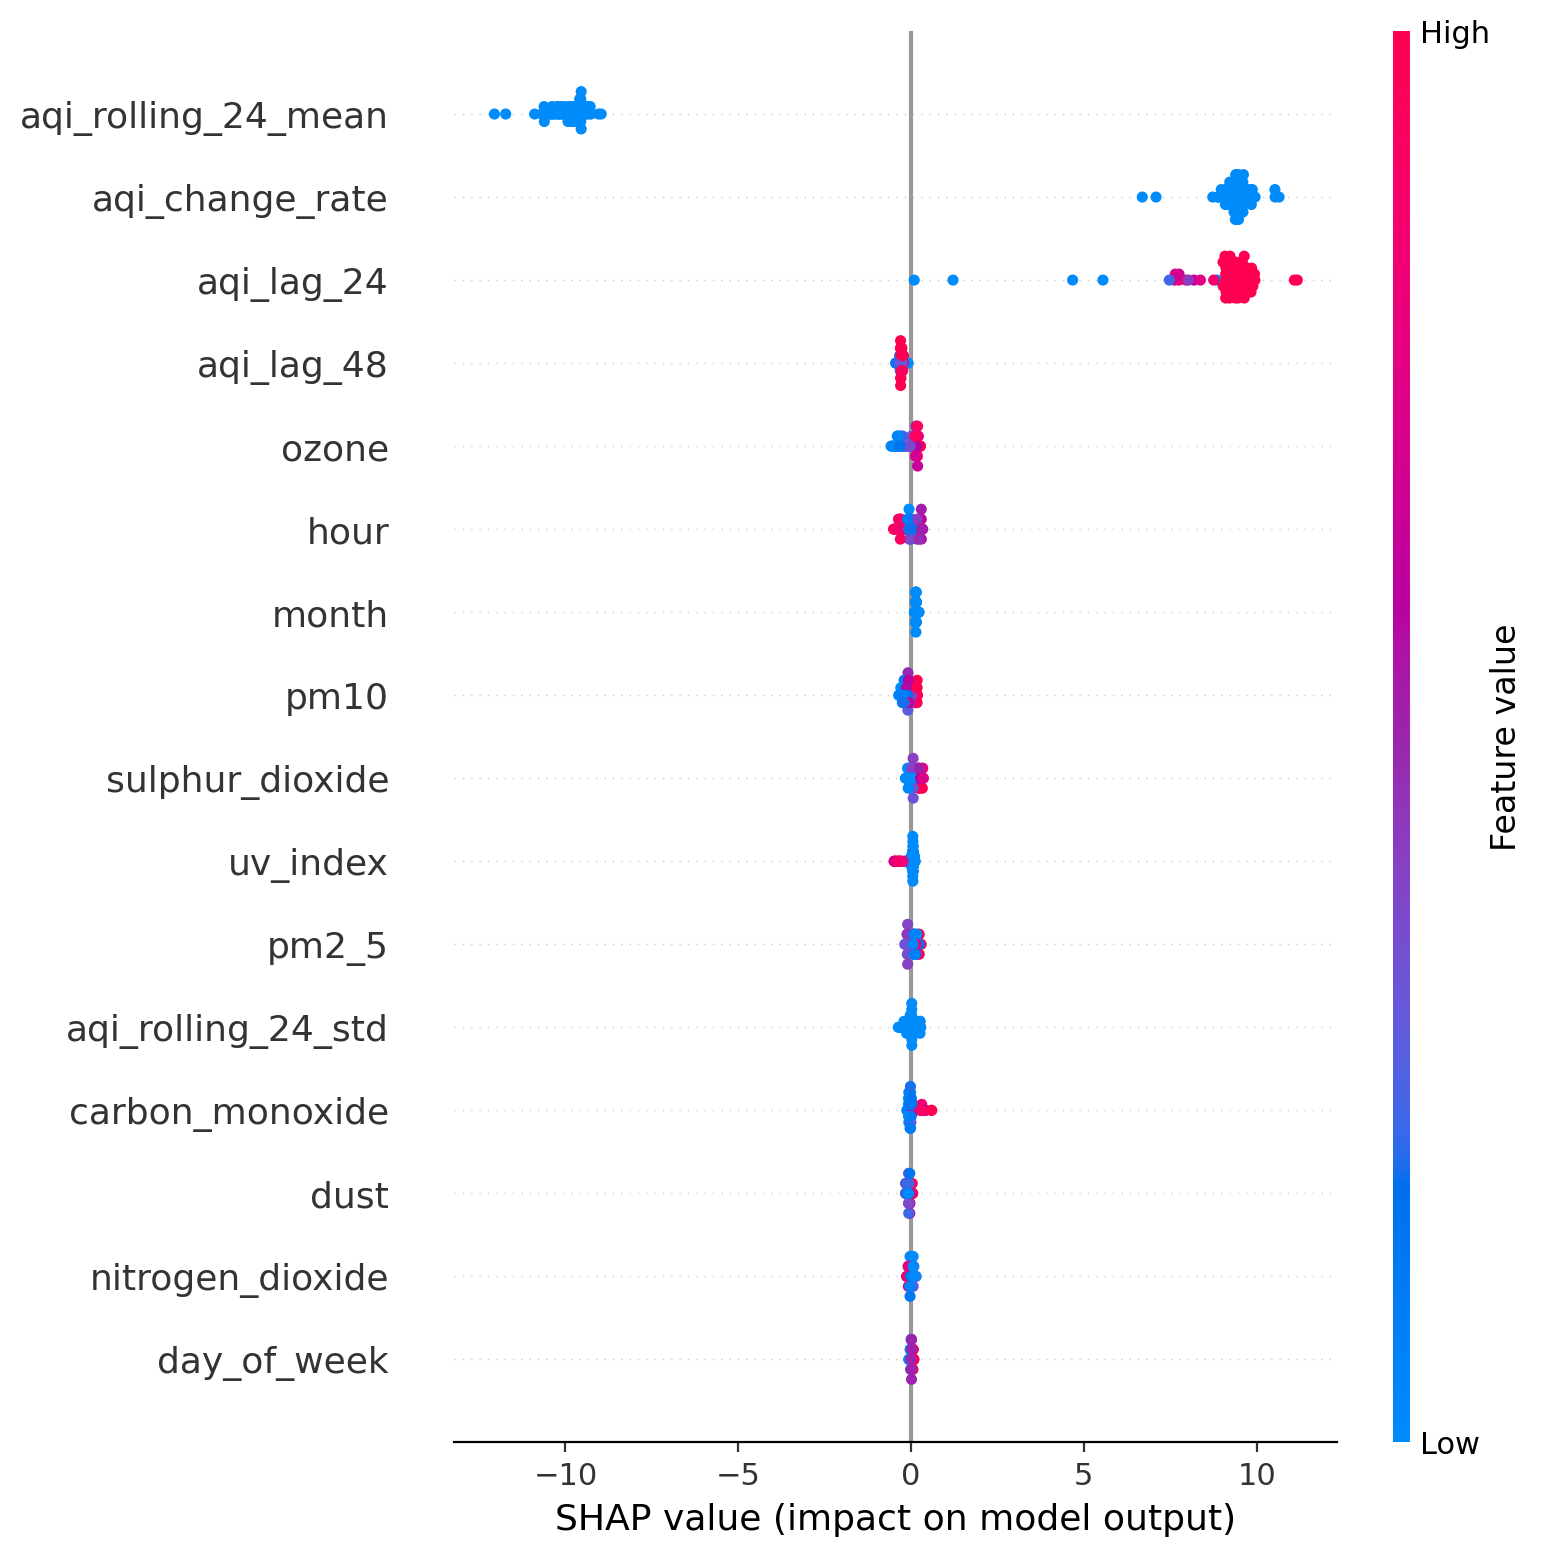 High
aqi_rolling_24_mean
aqi_change_rate
aqi_lag_24
aqi_lag_48
ozone
hour
month
pm10
sulphur_dioxide
uv_index
pm2_5
aqi_rolling_24_std
carbon_monoxide
dust
nitrogen_dioxide
day_of_week
Feature value
Low
−10 −5 0 5 10
SHAP value (impact on model output)